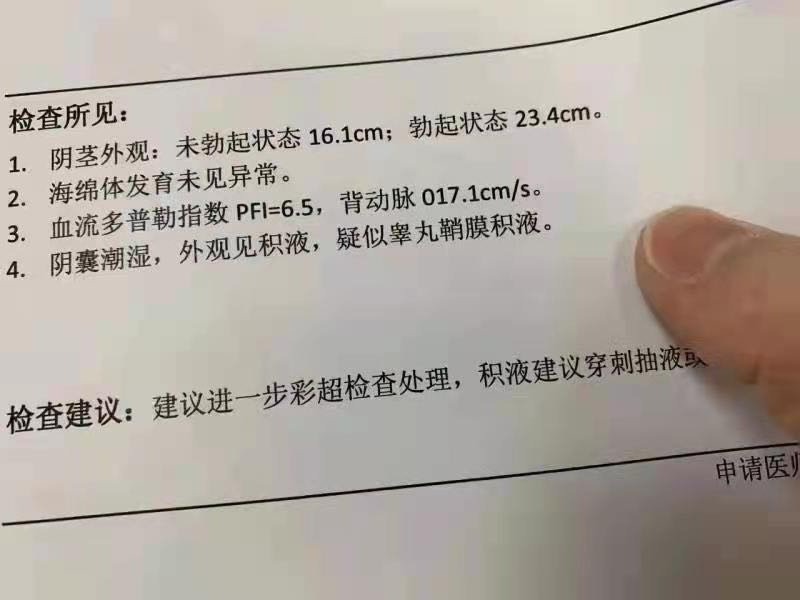 检查所见：
1. 阴茎外观：未勃起状态 16.1cm；勃起状态 23.4cm。
2. 海绵体发育未见异常。
3. 血流多普勒指数 PFI=6.5，背动脉 017.1cm/s。
4. 阴囊潮湿，外观见积液，疑似睾丸鞘膜积液。
检查建议：建议进一步彩超检查处理，积液建议穿刺抽液或
申请医师